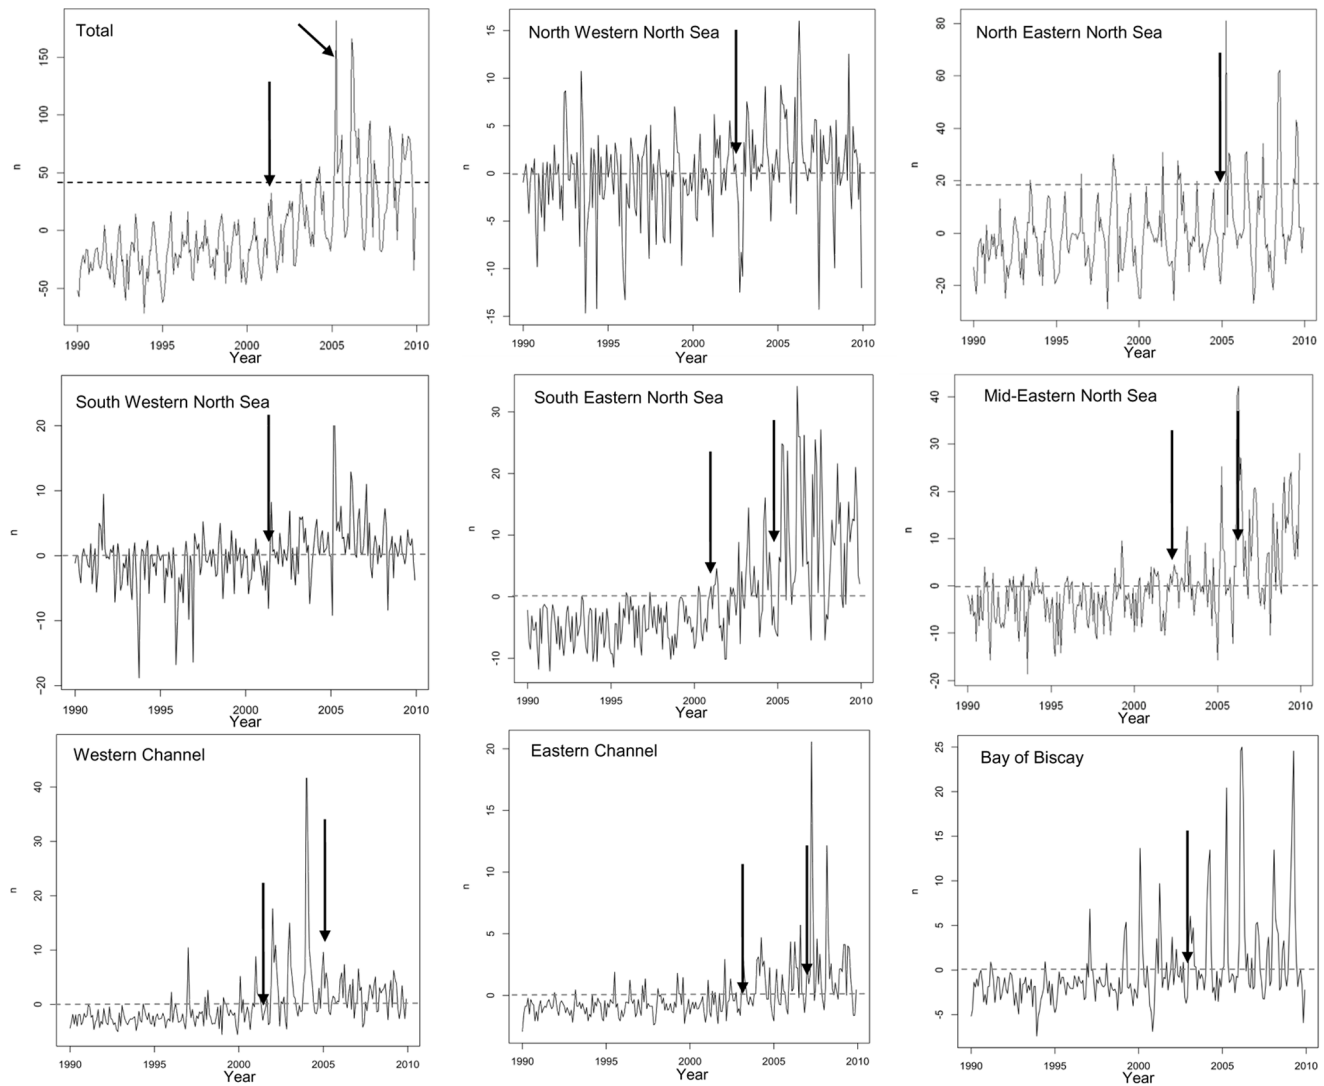 Total
150
100
50
0
-50
n
1990 1995 2000 2005 2010
Year
North Western North Sea
15
10
5
0
-5
-10
-15
n
1990 1995 2000 2005 2010
Year
North Eastern North Sea
80
60
40
20
0
-20
n
1990 1995 2000 2005 2010
Year
South Western North Sea
20
10
0
-10
-20
n
1990 1995 2000 2005 2010
Year
South Eastern North Sea
30
20
10
0
-10
n
1990 1995 2000 2005 2010
Year
Mid-Eastern North Sea
40
30
20
10
0
-10
-20
n
1990 1995 2000 2005 2010
Year
Western Channel
40
30
20
10
0
n
1990 1995 2000 2005 2010
Year
Eastern Channel
20
15
10
5
0
n
1990 1995 2000 2005 2010
Year
Bay of Biscay
25
20
15
10
5
0
-5
n
1990 1995 2000 2005 2010
Year